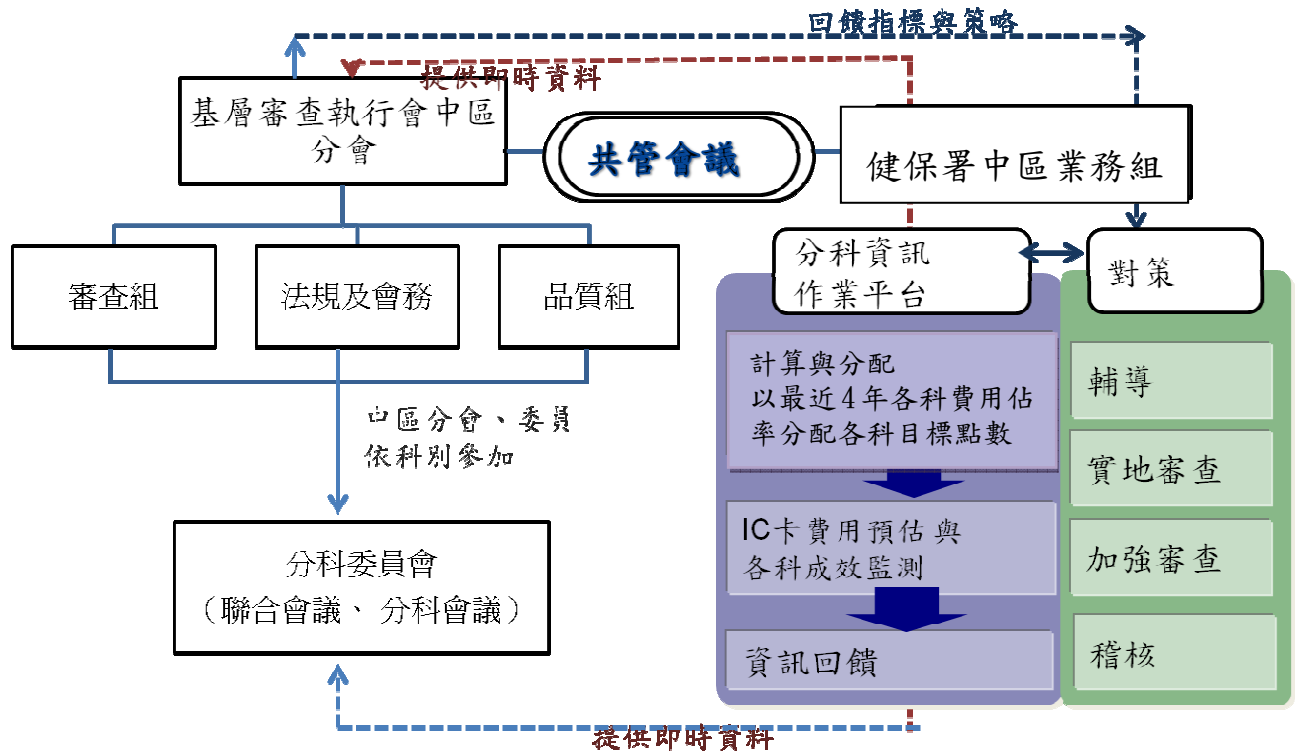 回饋指標與策略
提供即時資料
基層審查執行會中區
分會
共管會議
健保署中區業務組
審查組
法規及會務
品質組
中區分會、委員
依科別參加
分科委員會
（聯合會議、分科會議）
分科資訊
作業平台
計算與分配
以最近4年各科費用佔
率分配各科目標點數
IC卡費用預估與
各科成效監測
資訊回饋
對策
輔導
實地審查
加強審查
稽核
提供即時資料